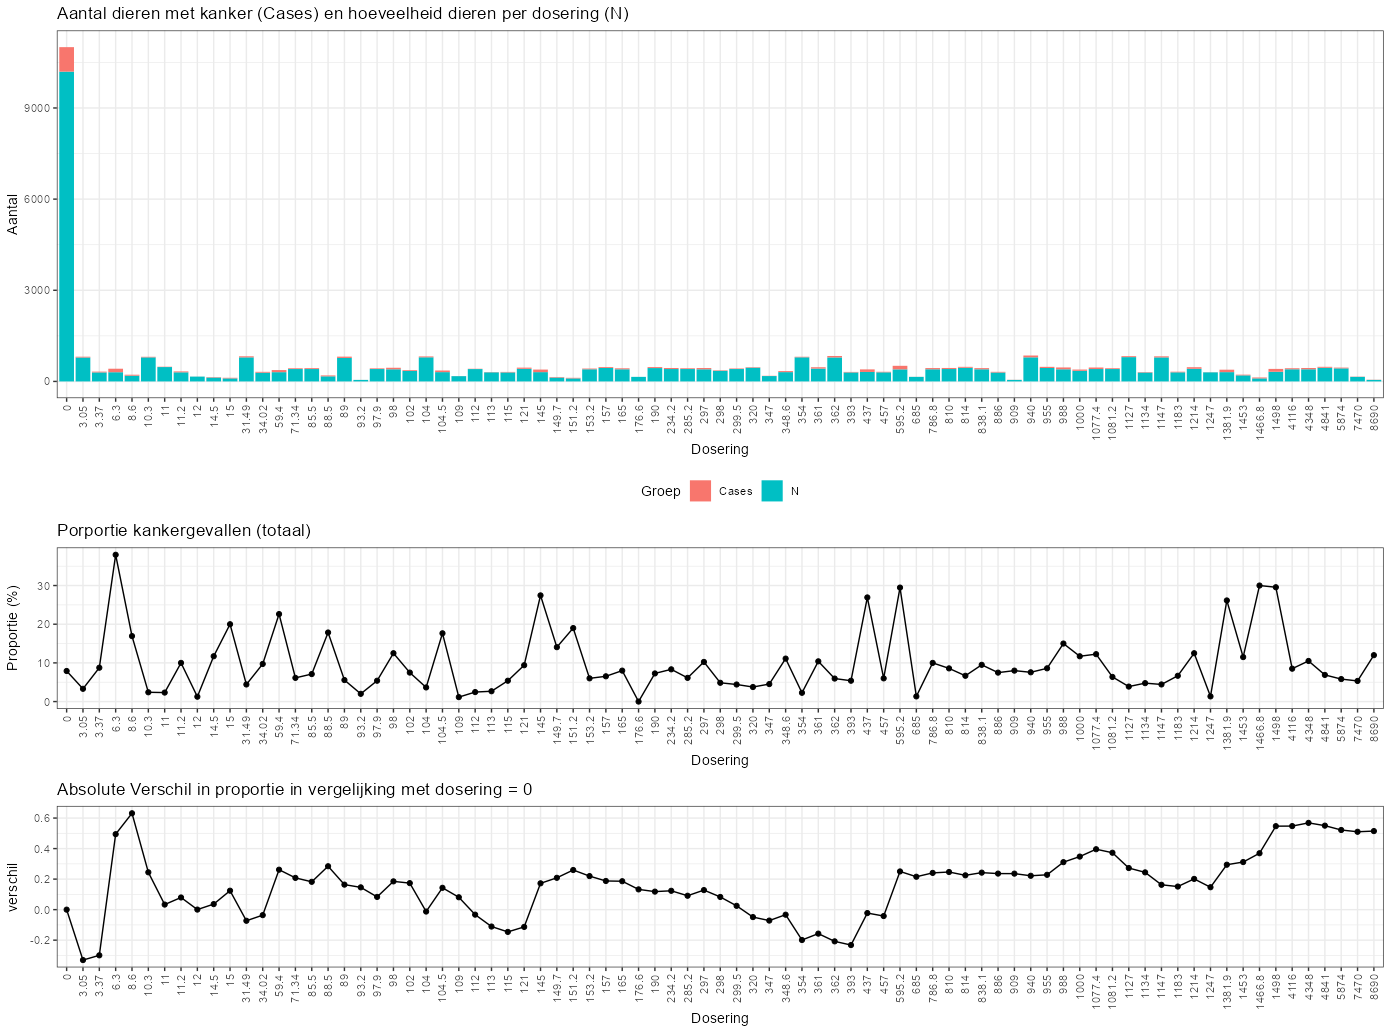 Aantal dieren met kanker (Cases) en hoeveelheid dieren per dosering (N)
Aantal
9000
6000
3000
0
0 3.05 3.37 6.3 8.6 10.3 11 11.2 12 14.5 15 31.49 34.02 59.4 71.34 85.5 88.5 89 93.2 97.9 98 102 104 104.5 109 112 113 115 121 145 149.7 151.2 153.2 157 165 176.6 190 234.2 285.2 297 298 299.5 320 347 348.6 354 361 362 393 437 457 595.2 685 786.8 810 814 838.1 886 909 940 955 988 1000 1077.4 1081.2 1127 1134 1147 1183 1214 1247 1381.9 1453 1466.8 1498 4116 4348 4841 5874 7470 8690
Dosering
Groep Cases N
Porportie kankergevallen (totaal)
Proportie (%)
30
20
10
0
0 3.05 3.37 6.3 8.6 10.3 11 11.2 12 14.5 15 31.49 34.02 59.4 71.34 85.5 88.5 89 93.2 97.9 98 102 104 104.5 109 112 113 115 121 145 149.7 151.2 153.2 157 165 176.6 190 234.2 285.2 297 298 299.5 320 347 348.6 354 361 362 393 437 457 595.2 685 786.8 810 814 838.1 886 909 940 955 988 1000 1077.4 1081.2 1127 1134 1147 1183 1214 1247 1381.9 1453 1466.8 1498 4116 4348 4841 5874 7470 8690
Dosering
Absolute Verschil in proportie in vergelijking met dosering = 0
verschil
0.6
0.4
0.2
0.0
-0.2
0 3.05 3.37 6.3 8.6 10.3 11 11.2 12 14.5 15 31.49 34.02 59.4 71.34 85.5 88.5 89 93.2 97.9 98 102 104 104.5 109 112 113 115 121 145 149.7 151.2 153.2 157 165 176.6 190 234.2 285.2 297 298 299.5 320 347 348.6 354 361 362 393 437 457 595.2 685 786.8 810 814 838.1 886 909 940 955 988 1000 1077.4 1081.2 1127 1134 1147 1183 1214 1247 1381.9 1453 1466.8 1498 4116 4348 4841 5874 7470 8690
Dosering